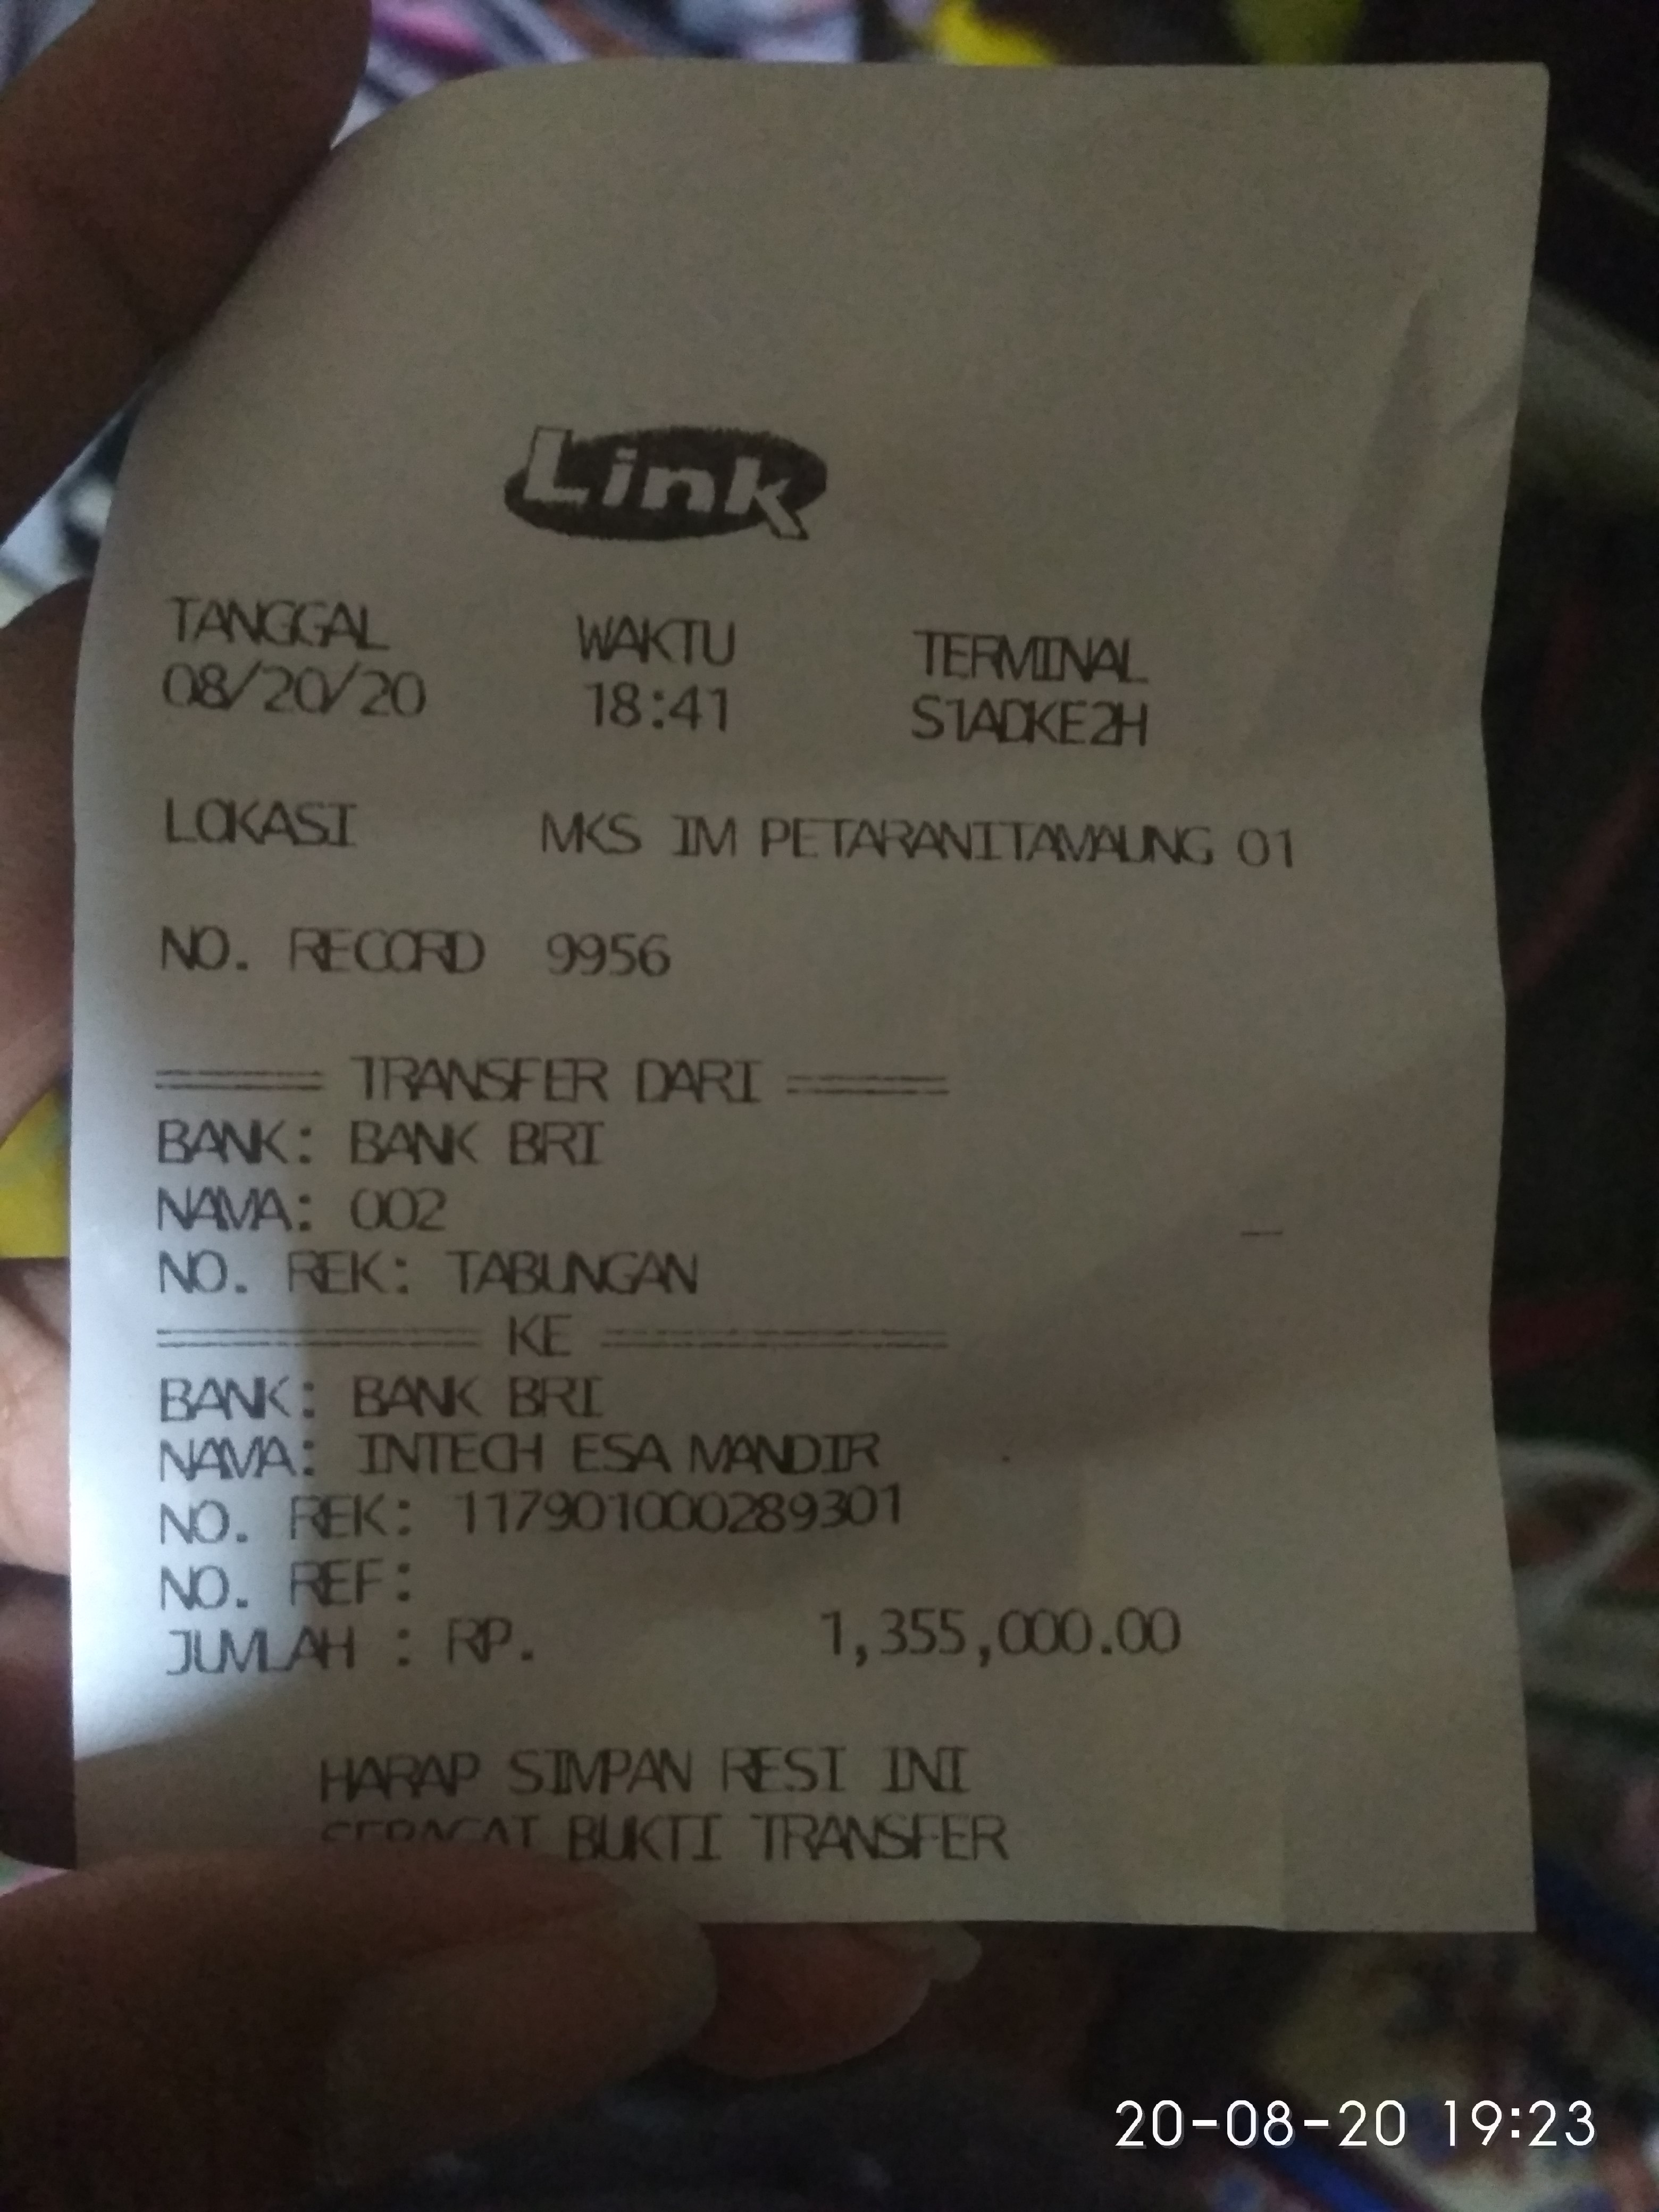 Link
TANGGAL WAKTU TERMINAL
08/20/20 18:41 S1ADKE2H
LOKASI MKS IM PETARANITAMAUNG 01
NO. RECORD 9956
===== TRANSFER DARI =====
BANK: BANK BRI
NAMA: 002
NO. REK: TABUNGAN
========== KE ==========
BANK: BANK BRI
NAMA: INTECH ESA MANDIR
NO. REK: 117901000289301
NO. REF:
JUMLAH : RP. 1,355,000.00
HARAP SIMPAN RESI INI
BUKTI TRANSFER
20-08-20 19:23